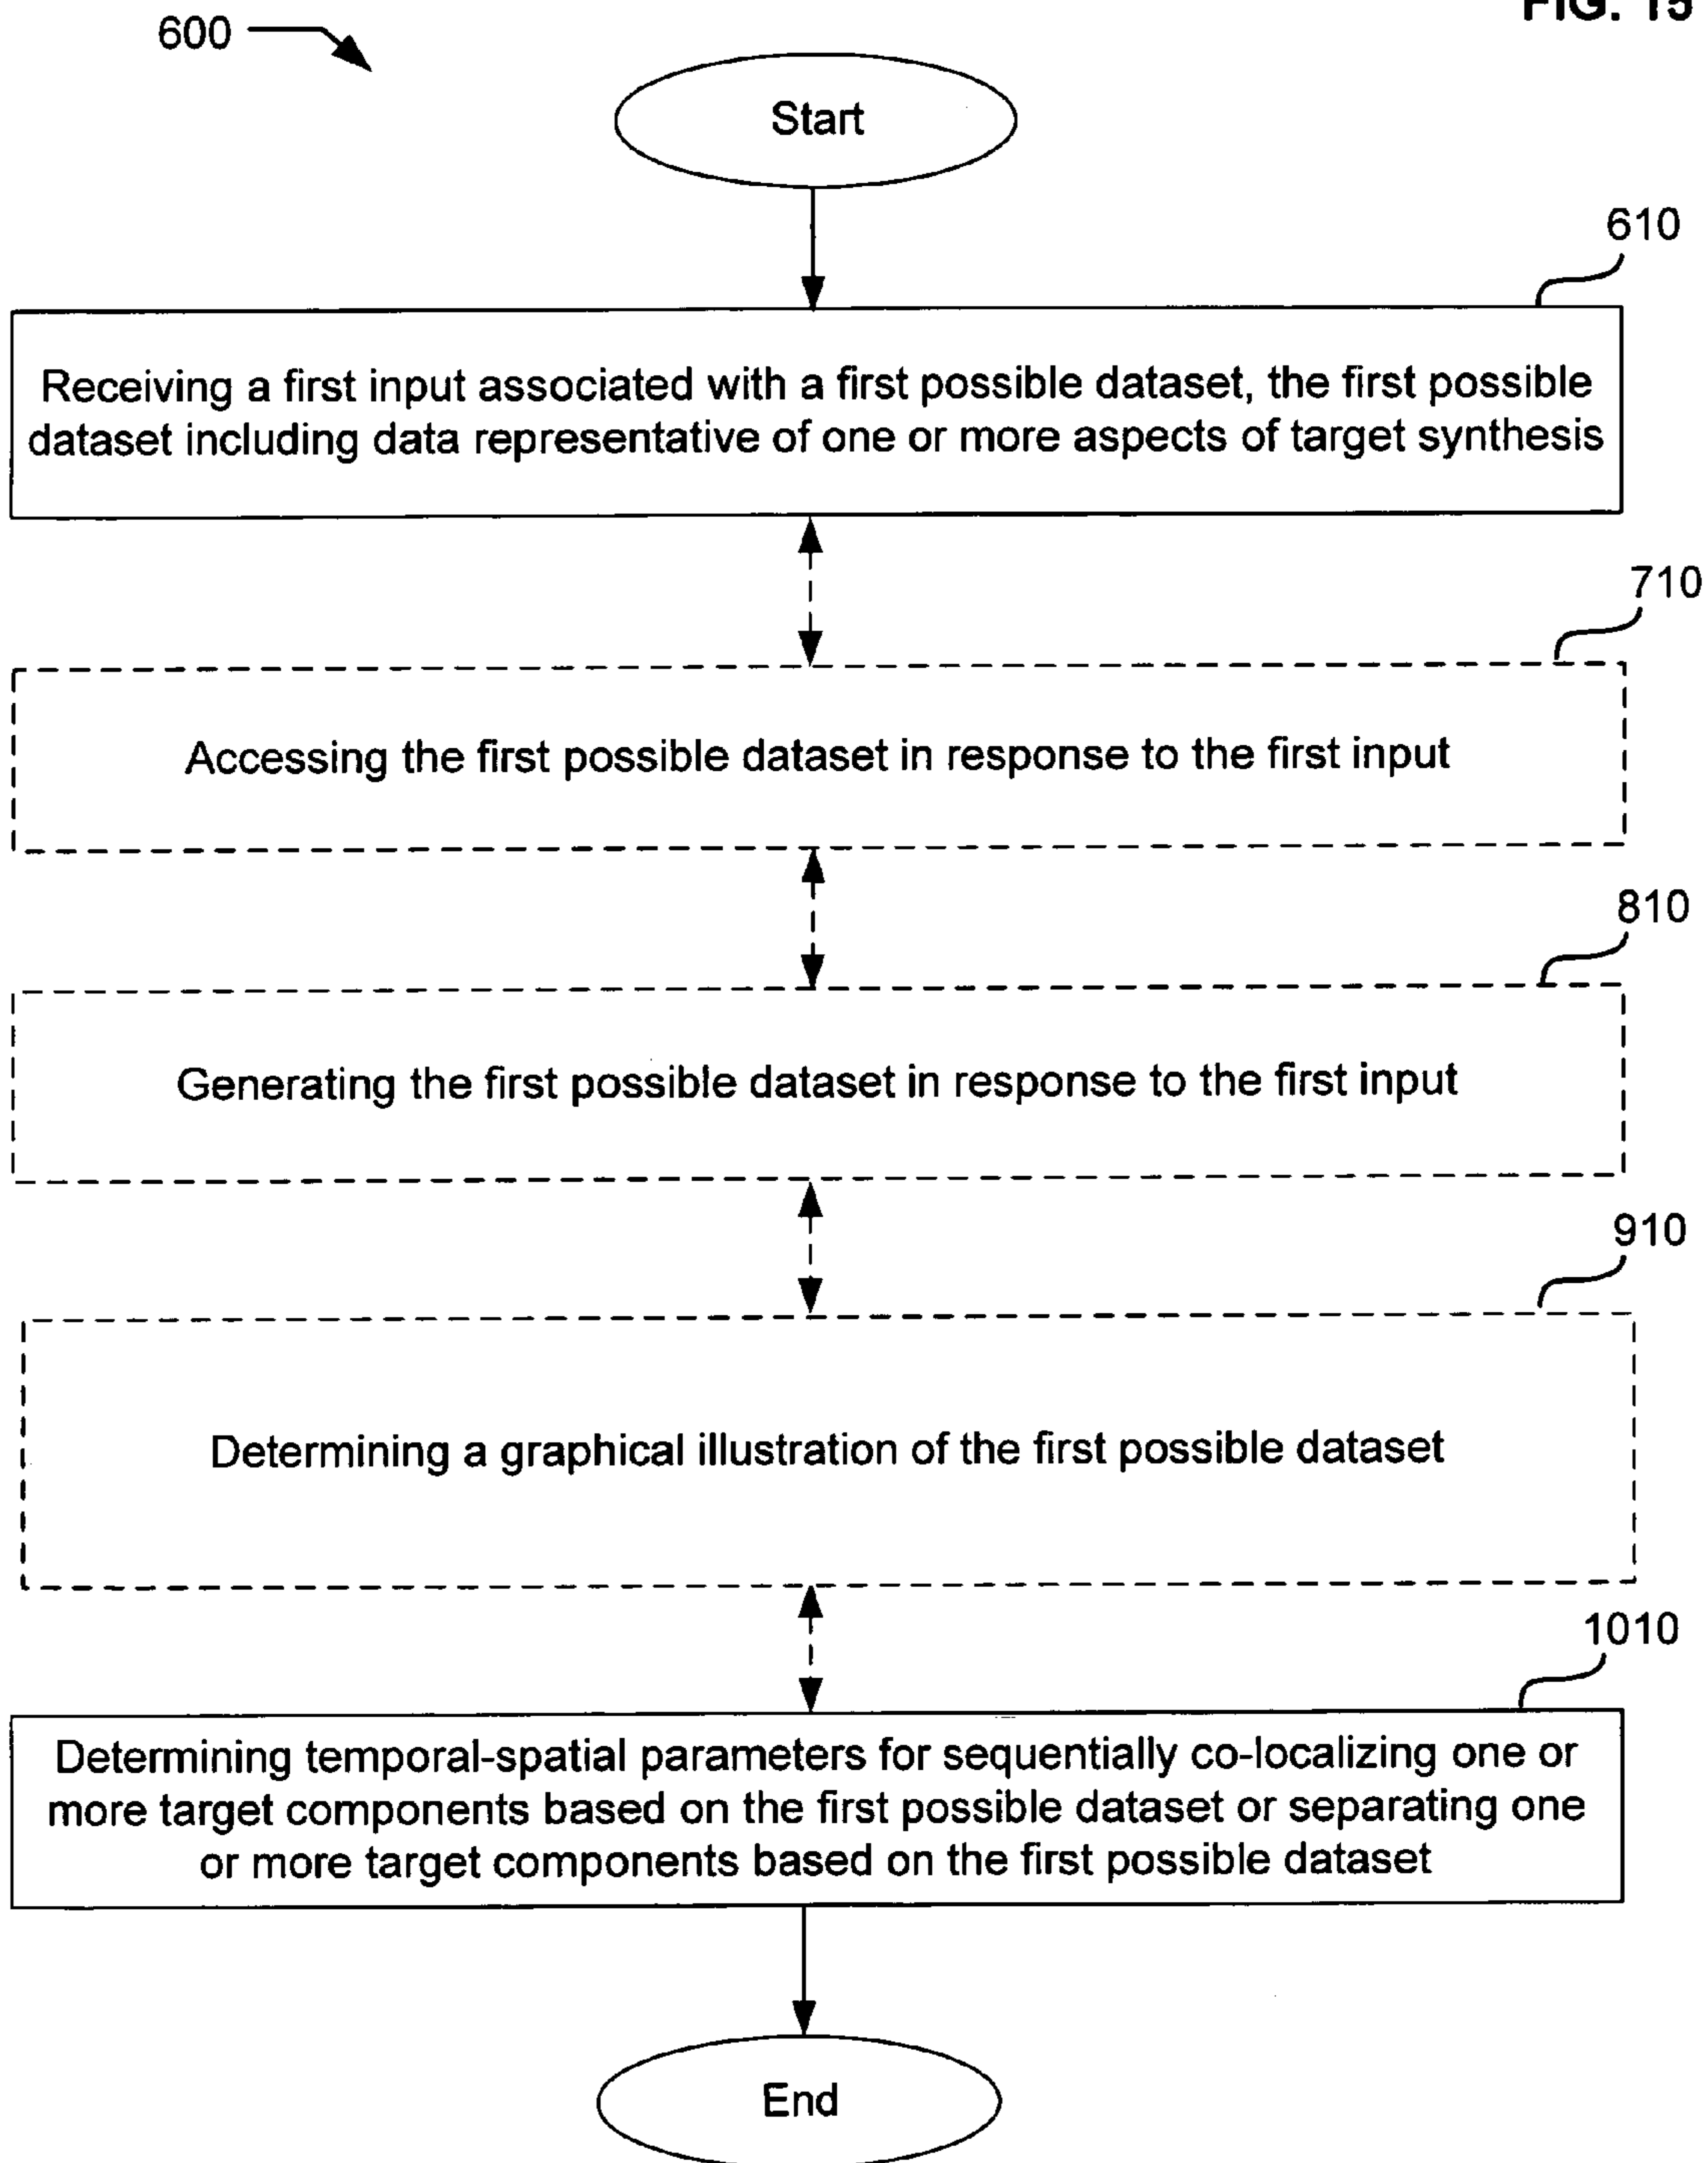 FIG. 15
600
Start
610
Receiving a first input associated with a first possible dataset, the first possible
dataset including data representative of one or more aspects of target synthesis
710
Accessing the first possible dataset in response to the first input
810
Generating the first possible dataset in response to the first input
910
Determining a graphical illustration of the first possible dataset
1010
Determining temporal-spatial parameters for sequentially co-localizing one or
more target components based on the first possible dataset or separating one
or more target components based on the first possible dataset
End